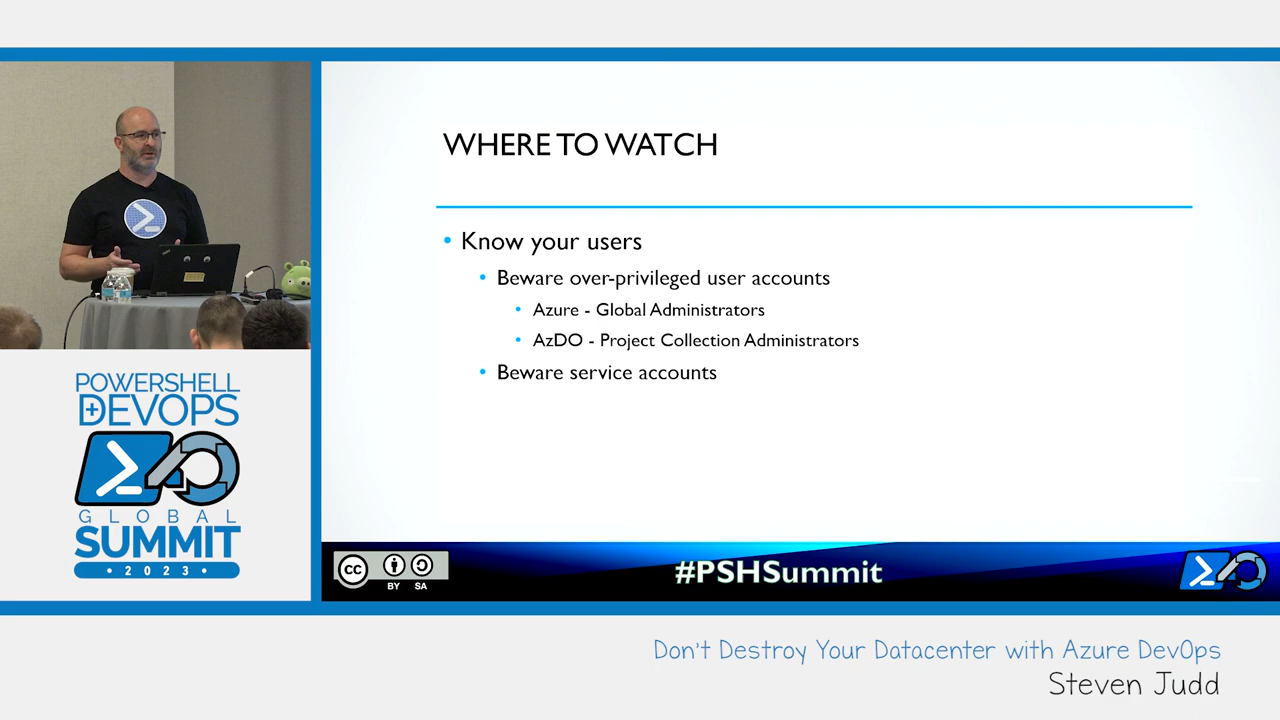 WHERE TO WATCH
Know your users
Beware over-privileged user accounts
Azure - Global Administrators
AzDO - Project Collection Administrators
Beware service accounts
POWERSHELL
+DEVOPS
GLOBAL
SUMMIT
• 2023 •
cc
BY SA
#PSHSummit
Don't Destroy Your Datacenter with Azure DevOps
Steven Judd